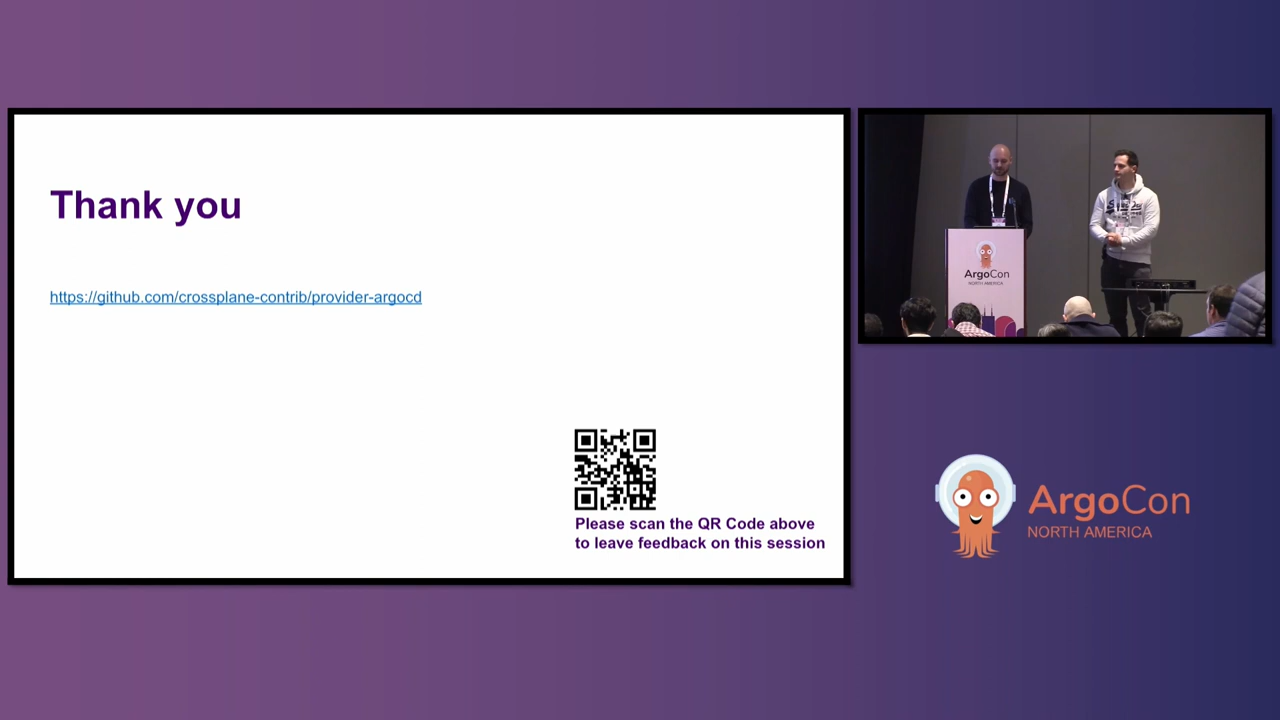 Thank you
https://github.com/crossplane-contrib/provider-argocd
Please scan the QR Code above
to leave feedback on this session
ArgoCon
NORTH AMERICA
ArgoCon
NORTH AMERICA